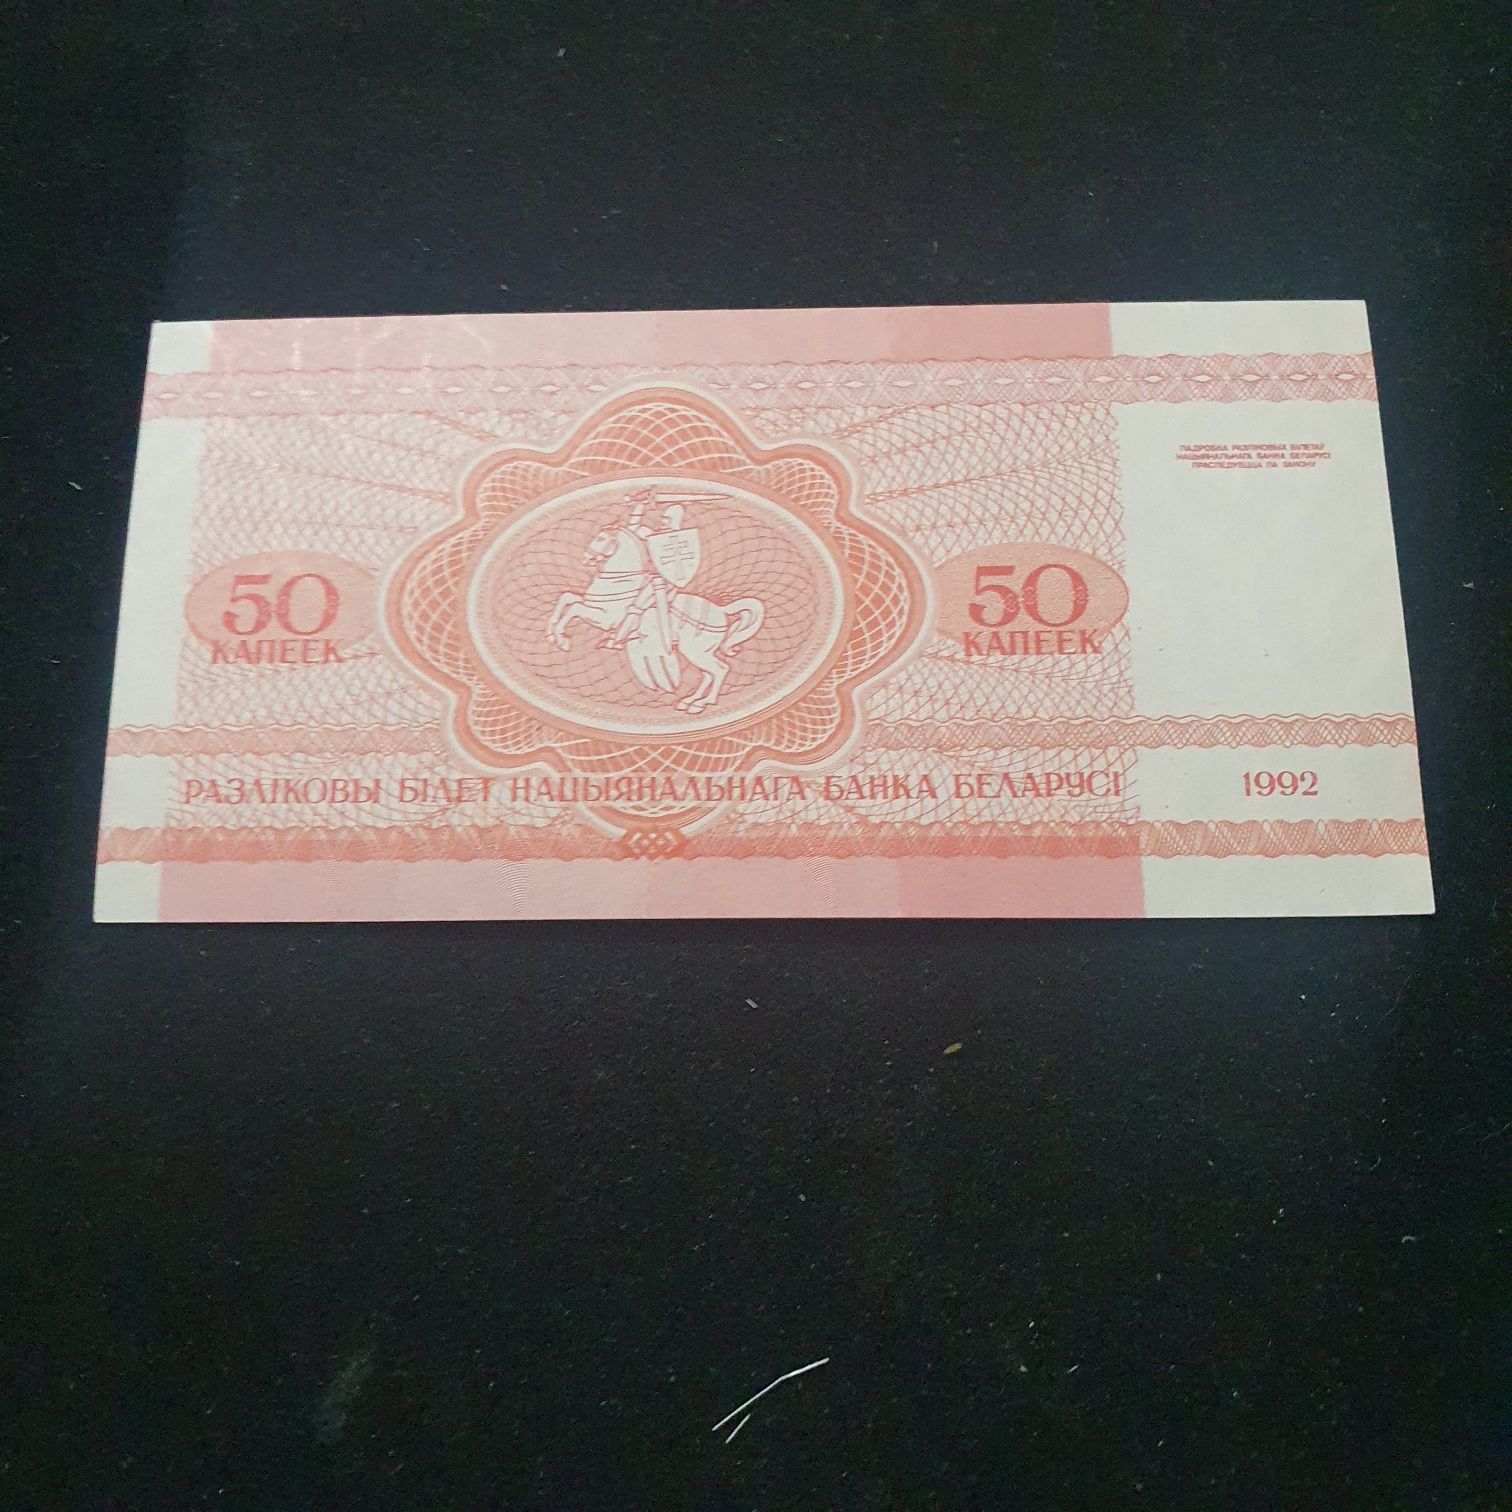 ПАДРОБКА РАЗЛІКОВЫХ БІЛЕТАЎ
НАЦЫЯНАЛЬНАГА БАНКА БЕЛАРУСІ
ПРАСЛЕДУЕЦЦА ПА ЗАКОНУ
50 50
КАПЕЕК КАПЕЕК
РАЗЛІКОВЫ БІЛЕТ НАЦЫЯНАЛЬНАГА БАНКА БЕЛАРУСІ 1992